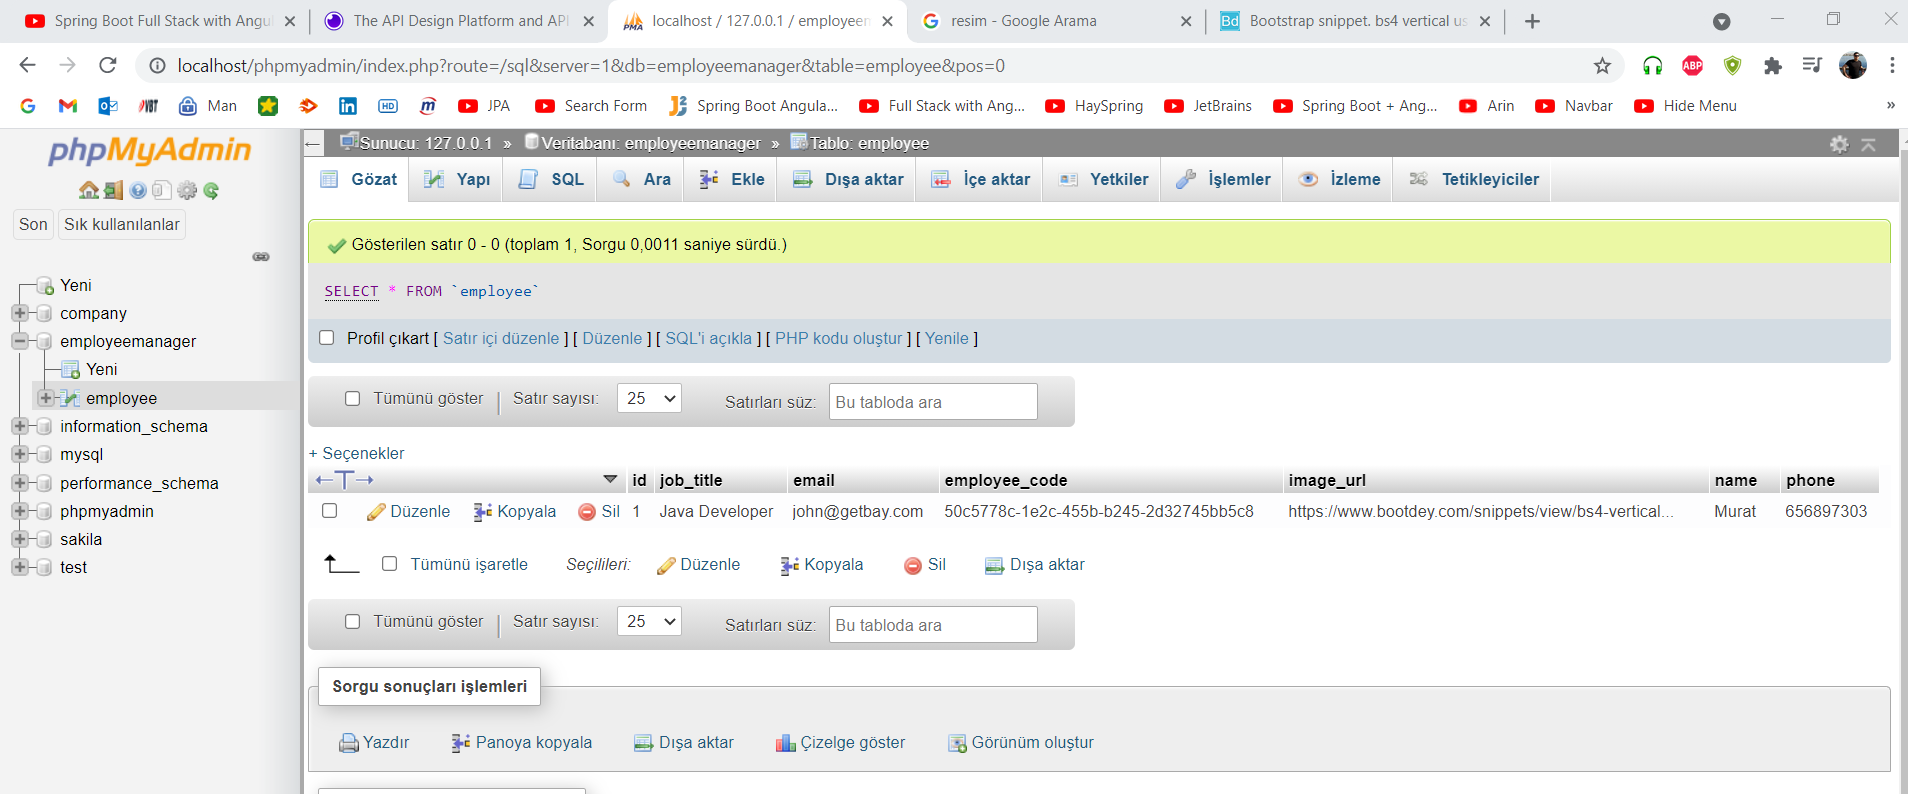 Spring Boot Full Stack with Angul
The API Design Platform and API
localhost / 127.0.0.1 / employeem
resim - Google Arama
Bootstrap snippet. bs4 vertical us
localhost/phpmyadmin/index.php?route=/sql&server=1&db=employeemanager&table=employee&pos=0
ABP
Man
HD
JPA
Search Form
Spring Boot Angula...
Full Stack with Ang...
HaySpring
JetBrains
Spring Boot + Ang...
Arin
Navbar
Hide Menu
»
phpMyAdmin
Son
Sık kullanılanlar
Yeni
company
employeemanager
Yeni
employee
information_schema
mysql
performance_schema
phpmyadmin
sakila
test
Sunucu: 127.0.0.1 » Veritabanı: employeemanager » Tablo: employee
Gözat Yapı SQL Ara Ekle Dışa aktar İçe aktar Yetkiler İşlemler İzleme Tetikleyiciler
Gösterilen satır 0 - 0 (toplam 1, Sorgu 0,0011 saniye sürdü.)
SELECT * FROM `employee`
Profil çıkart [ Satır içi düzenle ] [ Düzenle ] [ SQL'i açıkla ] [ PHP kodu oluştur ] [ Yenile ]
Tümünü göster Satır sayısı: 25 Satırları süz: Bu tabloda ara
+ Seçenekler
id job_title email employee_code image_url name phone
Düzenle Kopyala Sil 1 Java Developer john@getbay.com 50c5778c-1e2c-455b-b245-2d32745bb5c8 https://www.bootdey.com/snippets/view/bs4-vertical... Murat 656897303
Tümünü işaretle Seçilileri: Düzenle Kopyala Sil Dışa aktar
Tümünü göster Satır sayısı: 25 Satırları süz: Bu tabloda ara
Sorgu sonuçları işlemleri
Yazdır Panoya kopyala Dışa aktar Çizelge göster Görünüm oluştur